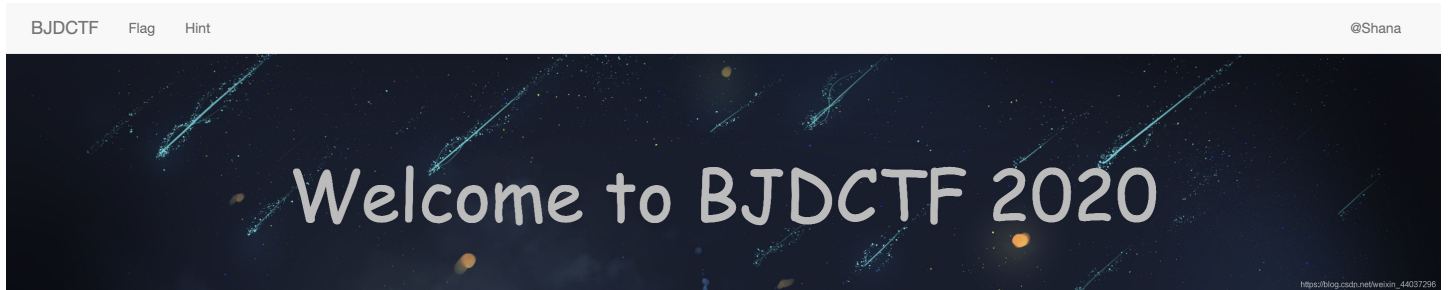 BJDCTF Flag Hint @Shana
Welcome to BJDCTF 2020
https://blog.csdn.net/weixin_44037296